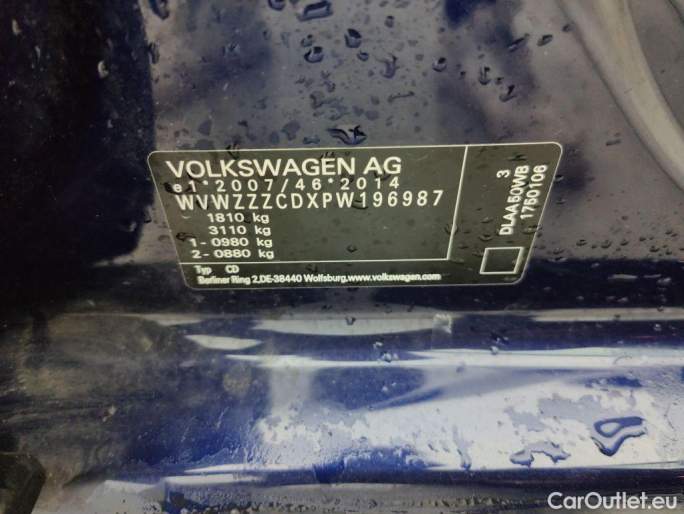 VOLKSWAGEN AG
e1*2007/46*2014
WVWZZZCDXPW196987
1810 kg
3110 kg
1- 0980 kg
2- 0880 kg
Typ CD
Berliner Ring 2,DE-38440 Wolfsburg.www.volkswagen.com
3
DLAA50WB
1750106
CarOutlet.eu